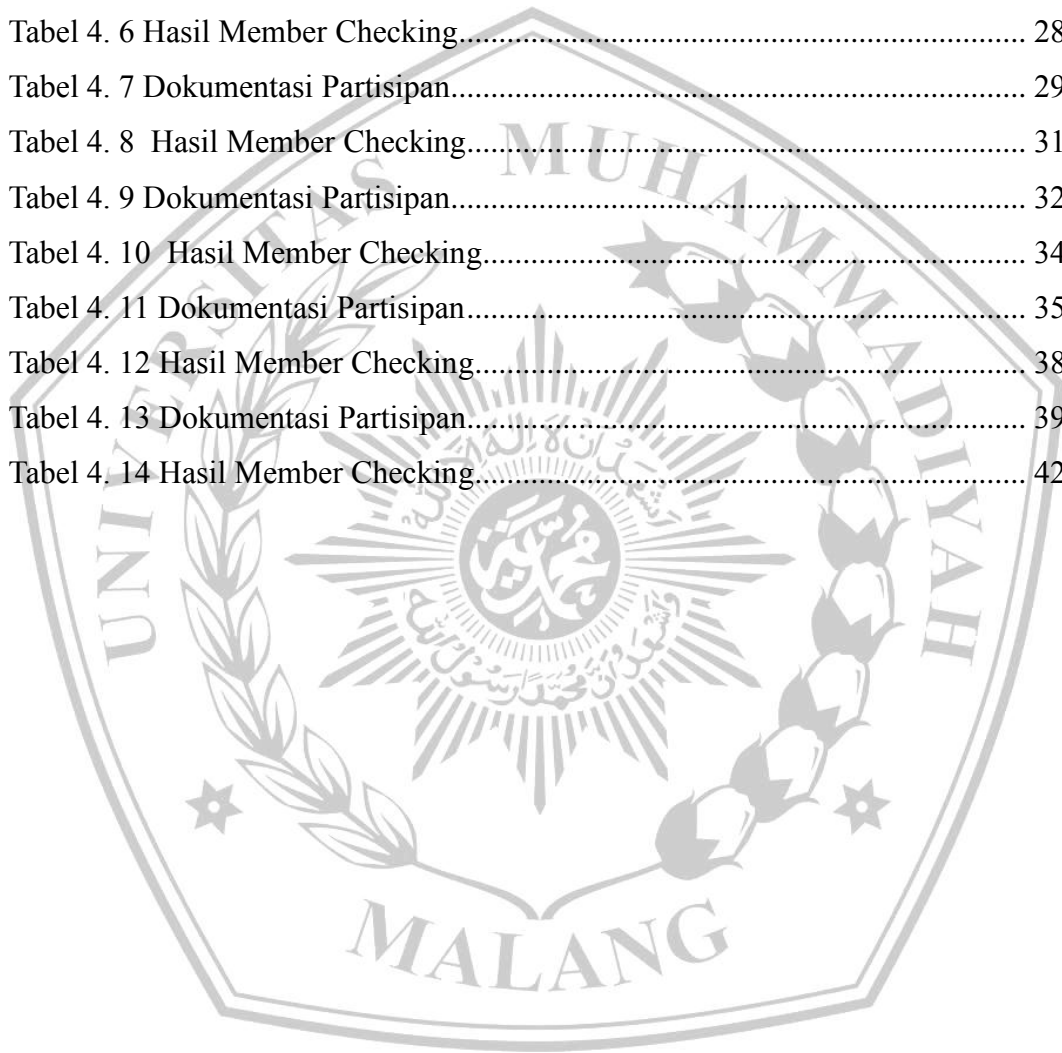 Tabel 4. 6 Hasil Member Checking........................................................................... 28
Tabel 4. 7 Dokumentasi Partisipan............................................................................ 29
Tabel 4. 8  Hasil Member Checking.......................................................................... 31
Tabel 4. 9 Dokumentasi Partisipan............................................................................ 32
Tabel 4. 10  Hasil Member Checking........................................................................ 34
Tabel 4. 11 Dokumentasi Partisipan.......................................................................... 35
Tabel 4. 12 Hasil Member Checking......................................................................... 38
Tabel 4. 13 Dokumentasi Partisipan.......................................................................... 39
Tabel 4. 14 Hasil Member Checking......................................................................... 42
UNIVERSITAS MUHAMMADIYAH
MALANG